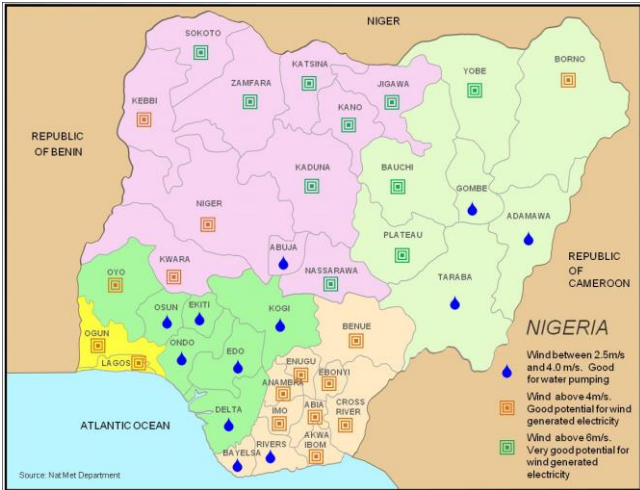 NIGER
SOKOTO
KATSINA
BORNO
YOBE
ZAMFARA
JIGAWA
KEBBI
KANO
REPUBLIC
OF BENIN
KADUNA
BAUCHI
GOMBE
NIGER
ADAMAWA
ABUJA
PLATEAU
REPUBLIC
OF
CAMEROON
KWARA
OYO
NASSARAWA
TARABA
OSUN
EKITI
KOGI
BENUE
NIGERIA
OGUN
ONDO
EDO
LAGOS
ENUGU
EBONYI
ANAMBRA
Wind between 2.5m/s
and 4.0 m/s. Good
for water pumping
IMO
ABIA
CROSS
RIVER
Wind above 4m/s.
Good potential for wind
generated electricity
ATLANTIC OCEAN
DELTA
AKWA
IBOM
RIVERS
BAYELSA
Wind above 6m/s.
Very good potential for
wind generated
electricity
Source: Nat Met Department